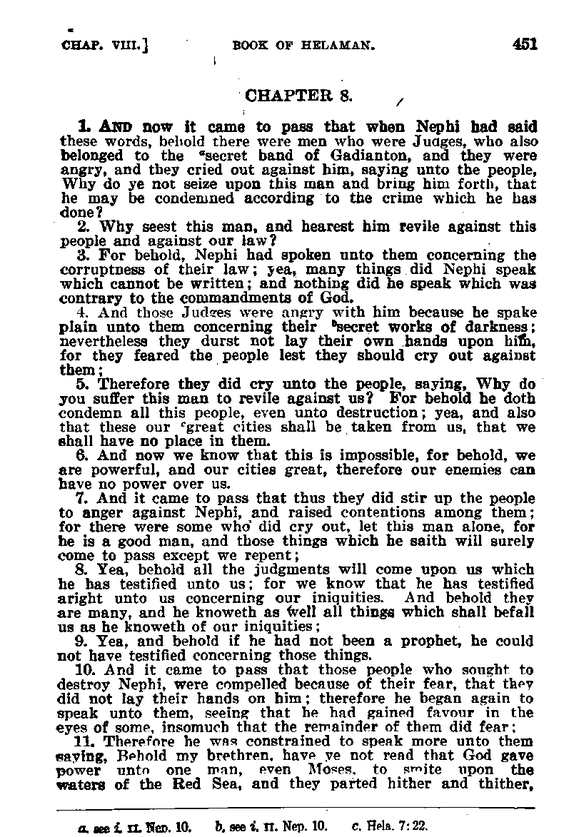 CHAP. VIII.] BOOK OF HELAMAN. 451
CHAPTER 8.
1. AND now it came to pass that when Nephi had said
these words, behold there were men who were Judges, who also
belonged to the ᵃsecret band of Gadianton, and they were
angry, and they cried out against him, saying unto the people,
Why do ye not seize upon this man and bring him forth, that
he may be condemned according to the crime which he has
done?
2. Why seest this man, and hearest him revile against this
people and against our law?
3. For behold, Nephi had spoken unto them concerning the
corruptness of their law; yea, many things did Nephi speak
which cannot be written; and nothing did he speak which was
contrary to the commandments of God.
4. And those Judges were angry with him because he spake
plain unto them concerning their ᵇsecret works of darkness;
nevertheless they durst not lay their own hands upon him,
for they feared the people lest they should cry out against
them;
5. Therefore they did cry unto the people, saying, Why do
you suffer this man to revile against us? For behold he doth
condemn all this people, even unto destruction; yea, and also
that these our ᶜgreat cities shall be taken from us, that we
shall have no place in them.
6. And now we know that this is impossible, for behold, we
are powerful, and our cities great, therefore our enemies can
have no power over us.
7. And it came to pass that thus they did stir up the people
to anger against Nephi, and raised contentions among them;
for there were some who did cry out, let this man alone, for
he is a good man, and those things which he saith will surely
come to pass except we repent;
8. Yea, behold all the judgments will come upon us which
he has testified unto us; for we know that he has testified
aright unto us concerning our iniquities. And behold they
are many, and he knoweth as well all things which shall befall
us as he knoweth of our iniquities;
9. Yea, and behold if he had not been a prophet, he could
not have testified concerning those things.
10. And it came to pass that those people who sought to
destroy Nephi, were compelled because of their fear, that they
did not lay their hands on him; therefore he began again to
speak unto them, seeing that he had gained favour in the
eyes of some, insomuch that the remainder of them did fear;
11. Therefore he was constrained to speak more unto them
saying, Behold my brethren, have ye not read that God gave
power unto one man, even Moses, to smite upon the
waters of the Red Sea, and they parted hither and thither,
a. see i, II. Nep. 10. b, see i, II. Nep. 10. c. Hela. 7:22.